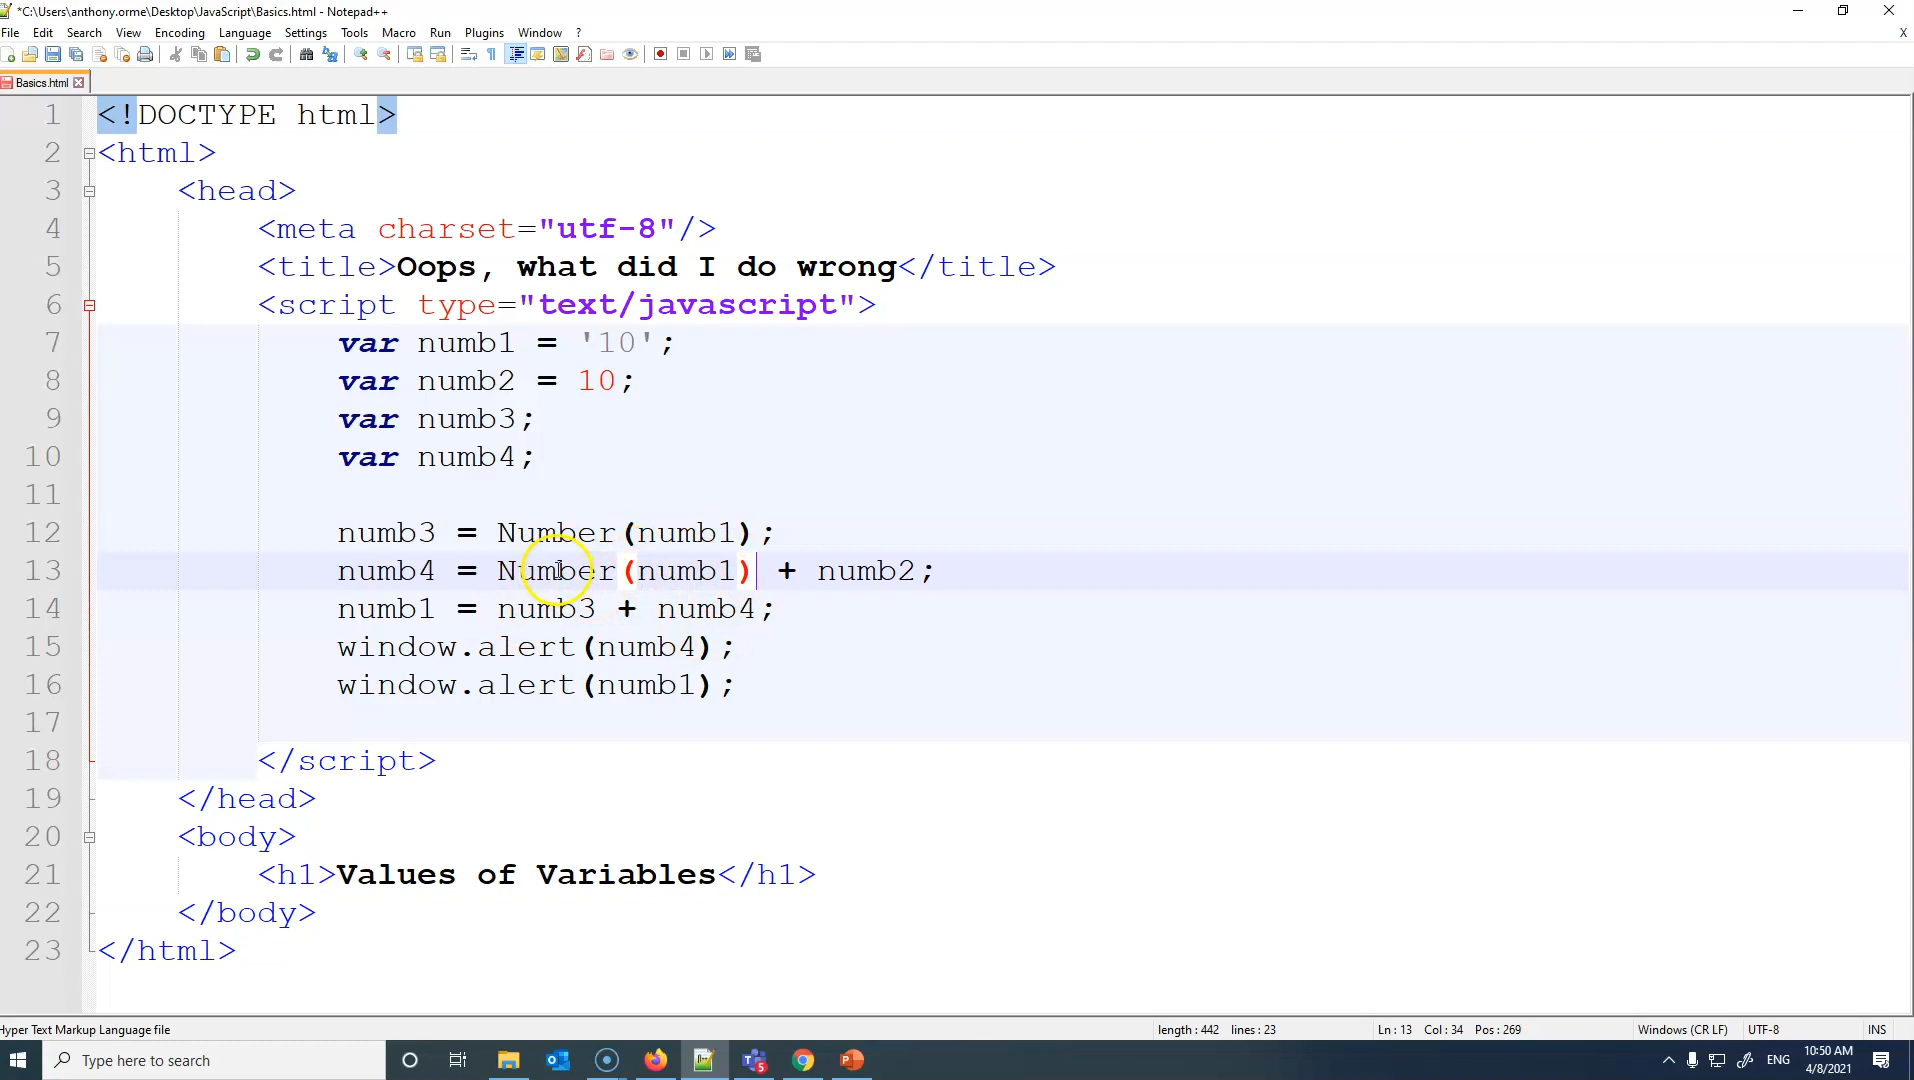 *C:\Users\anthony.orme\Desktop\JavaScript\Basics.html - Notepad++
File Edit Search View Encoding Language Settings Tools Macro Run Plugins Window ? X
Basics.html
1 <!DOCTYPE html>
2 <html>
3 <head>
4 <meta charset="utf-8"/>
5 <title>Oops, what did I do wrong</title>
6 <script type="text/javascript">
7 var numb1 = '10';
8 var numb2 = 10;
9 var numb3;
10 var numb4;
11
12 numb3 = Number(numb1);
13 numb4 = Number(numb1) + numb2;
14 numb1 = numb3 + numb4;
15 window.alert(numb4);
16 window.alert(numb1);
17
18 </script>
19 </head>
20 <body>
21 <h1>Values of Variables</h1>
22 </body>
23 </html>
Hyper Text Markup Language file length : 442 lines : 23 Ln : 13 Col : 34 Pos : 269 Windows (CR LF) UTF-8 INS
Type here to search ENG 10:50 AM
4/8/2021